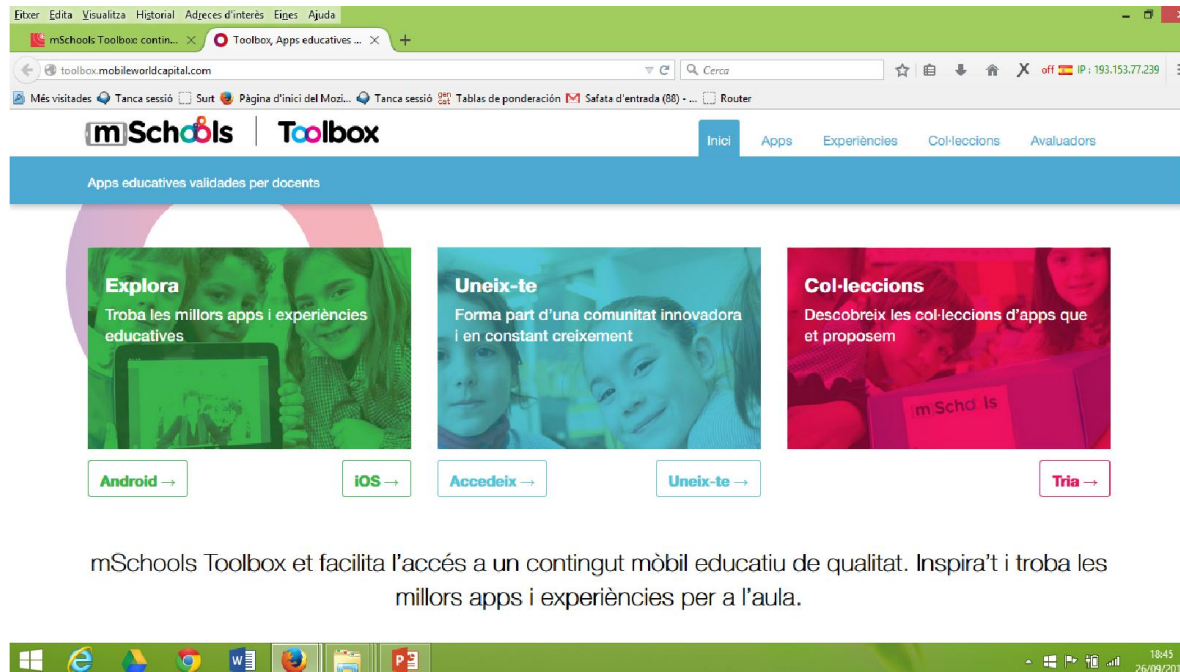 Fitxer Edita Visualitza Historial Adreces d'interès Eines Ajuda
mSchools Toolbox: contin... Toolbox, Apps educatives ...
toolbox.mobileworldcapital.com Cerca off IP : 193.153.77.239
Més visitades Tanca sessió Surt Pàgina d'inici del Mozi... Tanca sessió gen cat Tablas de ponderación Safata d'entrada (88) - ... Router
mSchools Toolbox
Inici Apps Experiències Col·leccions Avaluadors
Apps educatives validades per docents
Explora
Troba les millors apps i experiències
educatives
Android → iOS →
Uneix-te
Forma part d'una comunitat innovadora
i en constant creixement
Accedeix → Uneix-te →
Col·leccions
Descobreix les col·leccions d'apps que
et proposem
mSchools
Tria →
mSchools Toolbox et facilita l'accés a un contingut mòbil educatiu de qualitat. Inspira't i troba les
millors apps i experiències per a l'aula.
18:45
26/09/201